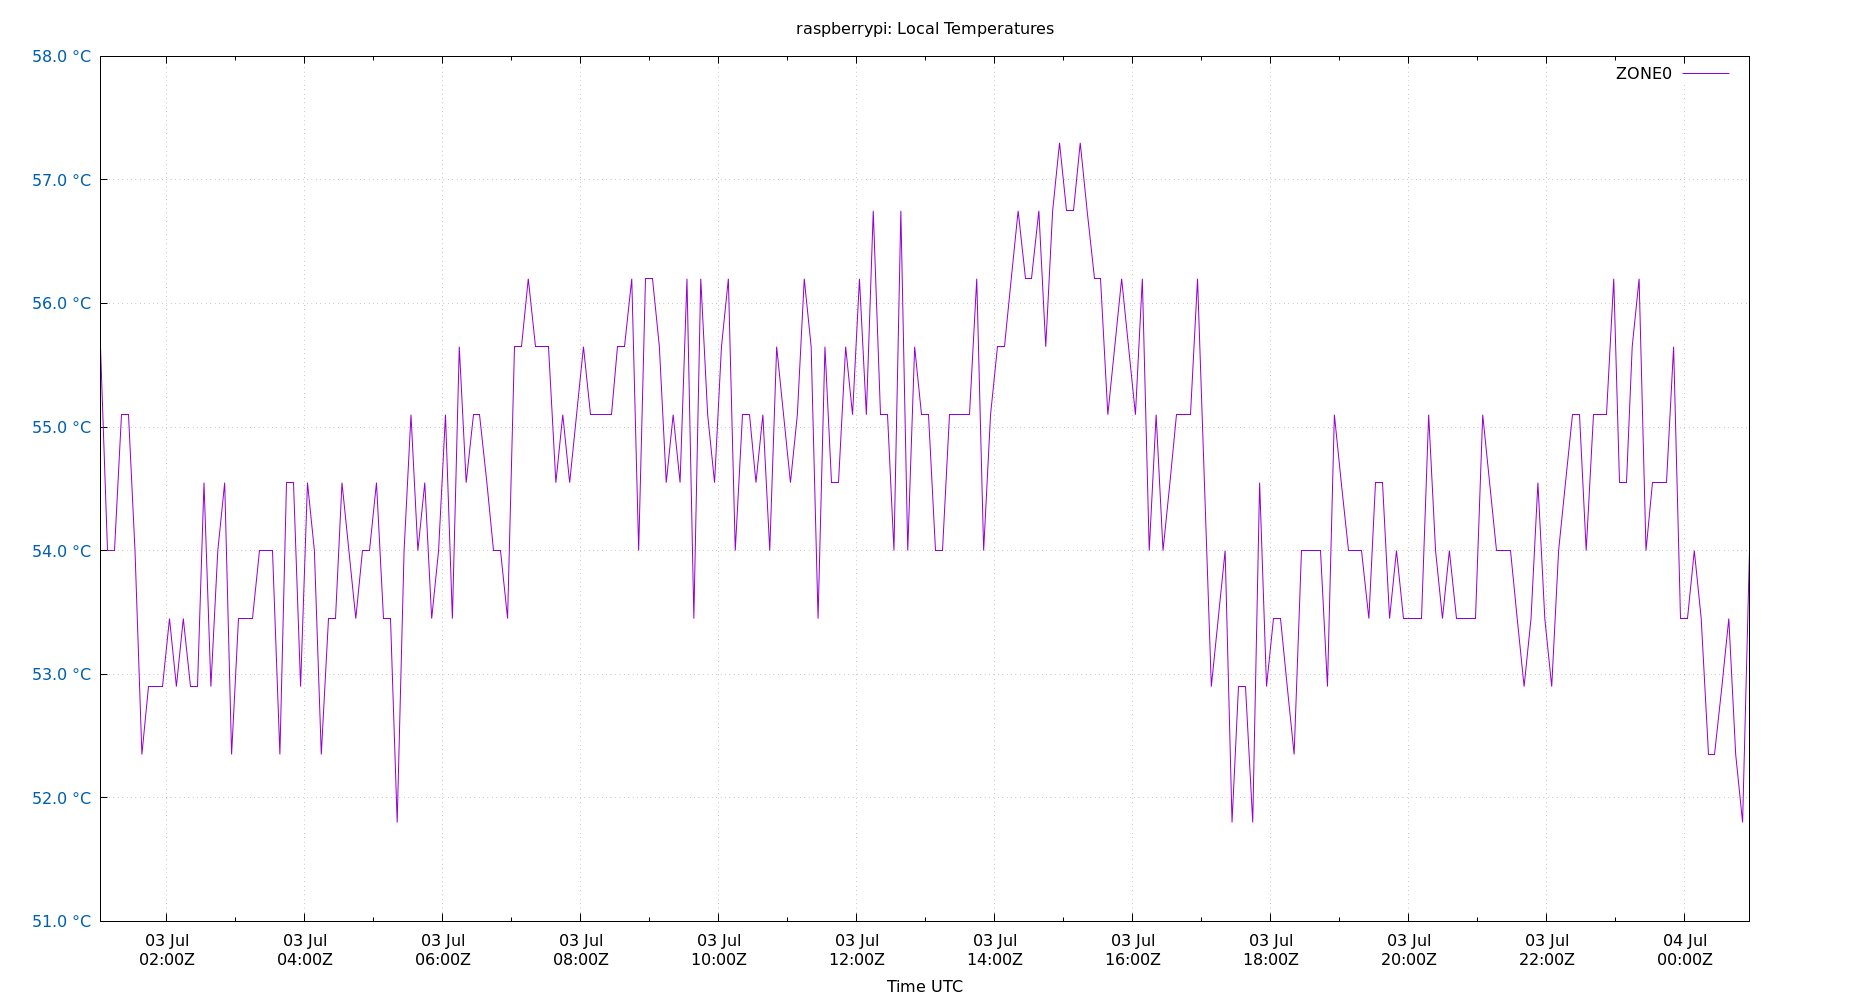 raspberrypi: Local Temperatures
58.0 °C
ZONE0
57.0 °C
56.0 °C
55.0 °C
54.0 °C
53.0 °C
52.0 °C
51.0 °C
03 Jul 03 Jul 03 Jul 03 Jul 03 Jul 03 Jul 03 Jul 03 Jul 03 Jul 03 Jul 03 Jul 04 Jul
02:00Z 04:00Z 06:00Z 08:00Z 10:00Z 12:00Z 14:00Z 16:00Z 18:00Z 20:00Z 22:00Z 00:00Z
Time UTC